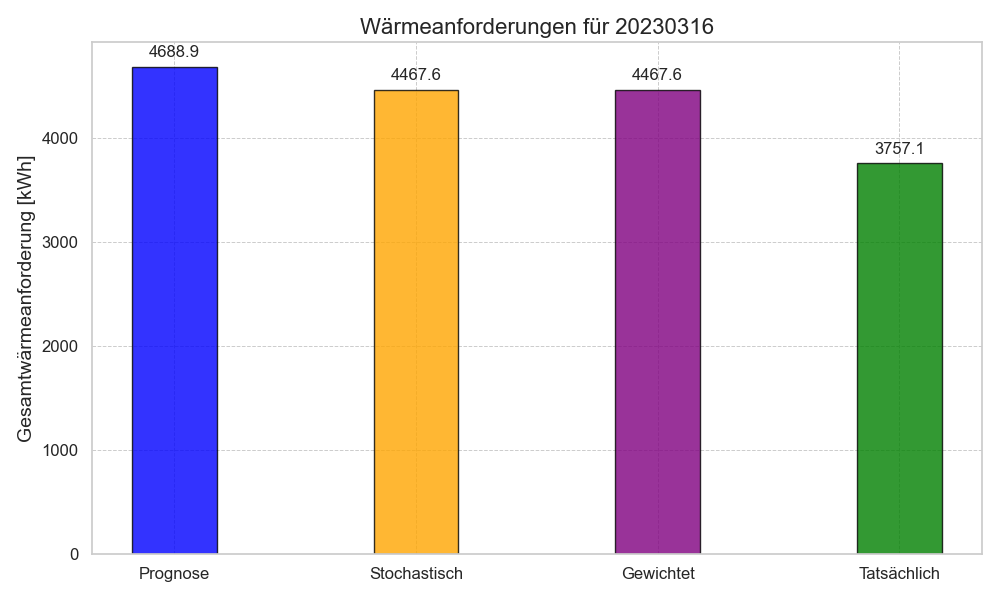 Wärmeanforderungen für 20230316
4688.9
4467.6
4467.6
3757.1
Gesamtwärmeanforderung [kWh]
4000
3000
2000
1000
0
Prognose
Stochastisch
Gewichtet
Tatsächlich